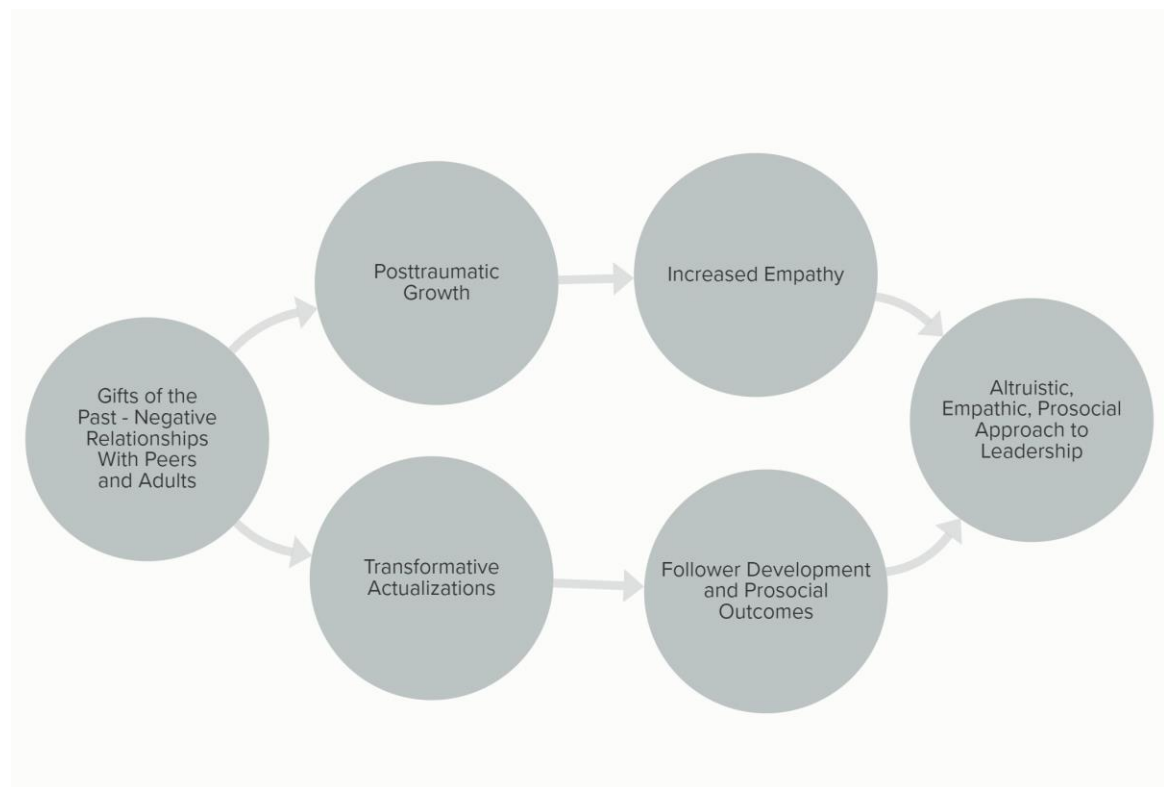 Gifts of the
Past - Negative
Relationships
With Peers
and Adults
Posttraumatic
Growth
Increased Empathy
Transformative
Actualizations
Follower Development
and Prosocial
Outcomes
Altruistic,
Empathic, Prosocial
Approach to
Leadership